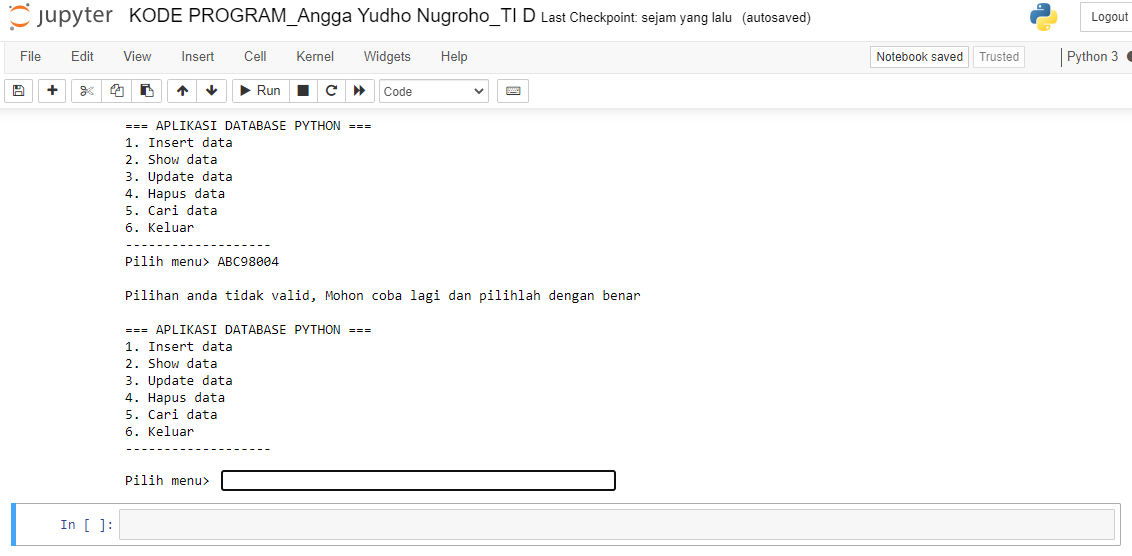 jupyter KODE PROGRAM_Angga Yudho Nugroho_TI D Last Checkpoint: sejam yang lalu (autosaved) Logout
File Edit View Insert Cell Kernel Widgets Help Notebook saved Trusted Python 3
Run Code
=== APLIKASI DATABASE PYTHON ===
1. Insert data
2. Show data
3. Update data
4. Hapus data
5. Cari data
6. Keluar
-------------------
Pilih menu> ABC98004
Pilihan anda tidak valid, Mohon coba lagi dan pilihlah dengan benar
=== APLIKASI DATABASE PYTHON ===
1. Insert data
2. Show data
3. Update data
4. Hapus data
5. Cari data
6. Keluar
-------------------
Pilih menu>
In [ ]: